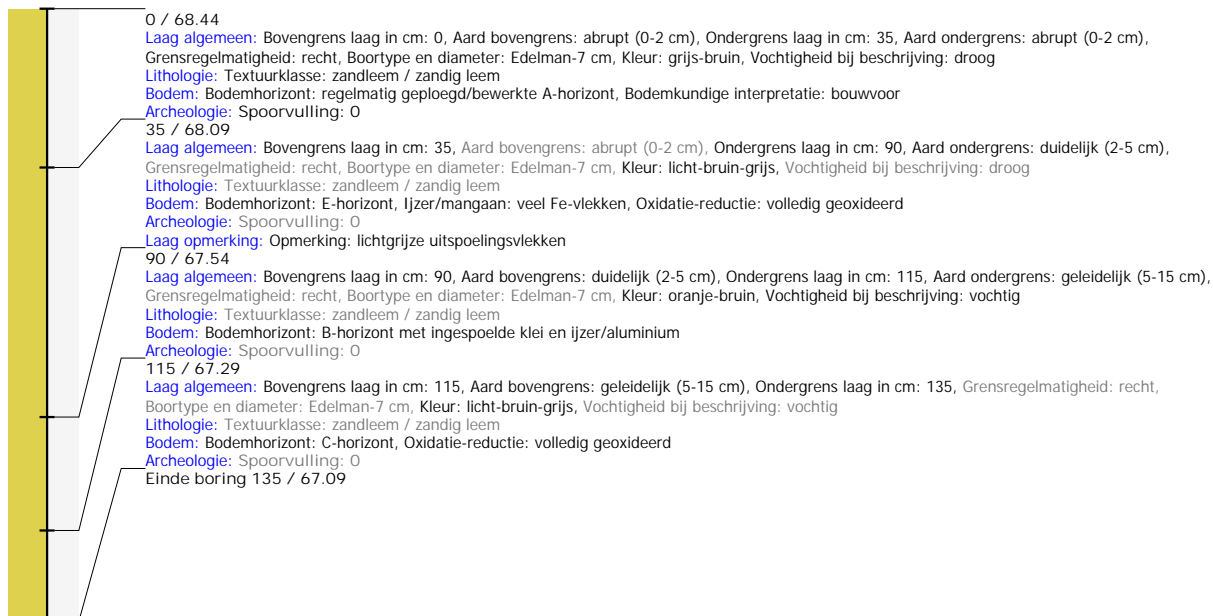 0 / 68.44
Laag algemeen: Bovengrens laag in cm: 0, Aard bovengrens: abrupt (0-2 cm), Ondergrens laag in cm: 35, Aard ondergrens: abrupt (0-2 cm),
Grensregelmatigheid: recht, Boortype en diameter: Edelman-7 cm, Kleur: grijs-bruin, Vochtigheid bij beschrijving: droog
Lithologie: Textuurklasse: zandleem / zandig leem
Bodem: Bodemhorizont: regelmatig geploegd/bewerkte A-horizont, Bodemkundige interpretatie: bouwvoor
Archeologie: Spoorvulling: 0
35 / 68.09
Laag algemeen: Bovengrens laag in cm: 35, Aard bovengrens: abrupt (0-2 cm), Ondergrens laag in cm: 90, Aard ondergrens: duidelijk (2-5 cm),
Grensregelmatigheid: recht, Boortype en diameter: Edelman-7 cm, Kleur: licht-bruin-grijs, Vochtigheid bij beschrijving: droog
Lithologie: Textuurklasse: zandleem / zandig leem
Bodem: Bodemhorizont: E-horizont, Ijzer/mangaan: veel Fe-vlekken, Oxidatie-reductie: volledig geoxideerd
Archeologie: Spoorvulling: 0
Laag opmerking: Opmerking: lichtgrijze uitspoelingsvlekken
90 / 67.54
Laag algemeen: Bovengrens laag in cm: 90, Aard bovengrens: duidelijk (2-5 cm), Ondergrens laag in cm: 115, Aard ondergrens: geleidelijk (5-15 cm),
Grensregelmatigheid: recht, Boortype en diameter: Edelman-7 cm, Kleur: oranje-bruin, Vochtigheid bij beschrijving: vochtig
Lithologie: Textuurklasse: zandleem / zandig leem
Bodem: Bodemhorizont: B-horizont met ingespoelde klei en ijzer/aluminium
Archeologie: Spoorvulling: 0
115 / 67.29
Laag algemeen: Bovengrens laag in cm: 115, Aard bovengrens: geleidelijk (5-15 cm), Ondergrens laag in cm: 135, Grensregelmatigheid: recht,
Boortype en diameter: Edelman-7 cm, Kleur: licht-bruin-grijs, Vochtigheid bij beschrijving: vochtig
Lithologie: Textuurklasse: zandleem / zandig leem
Bodem: Bodemhorizont: C-horizont, Oxidatie-reductie: volledig geoxideerd
Archeologie: Spoorvulling: 0
Einde boring 135 / 67.09